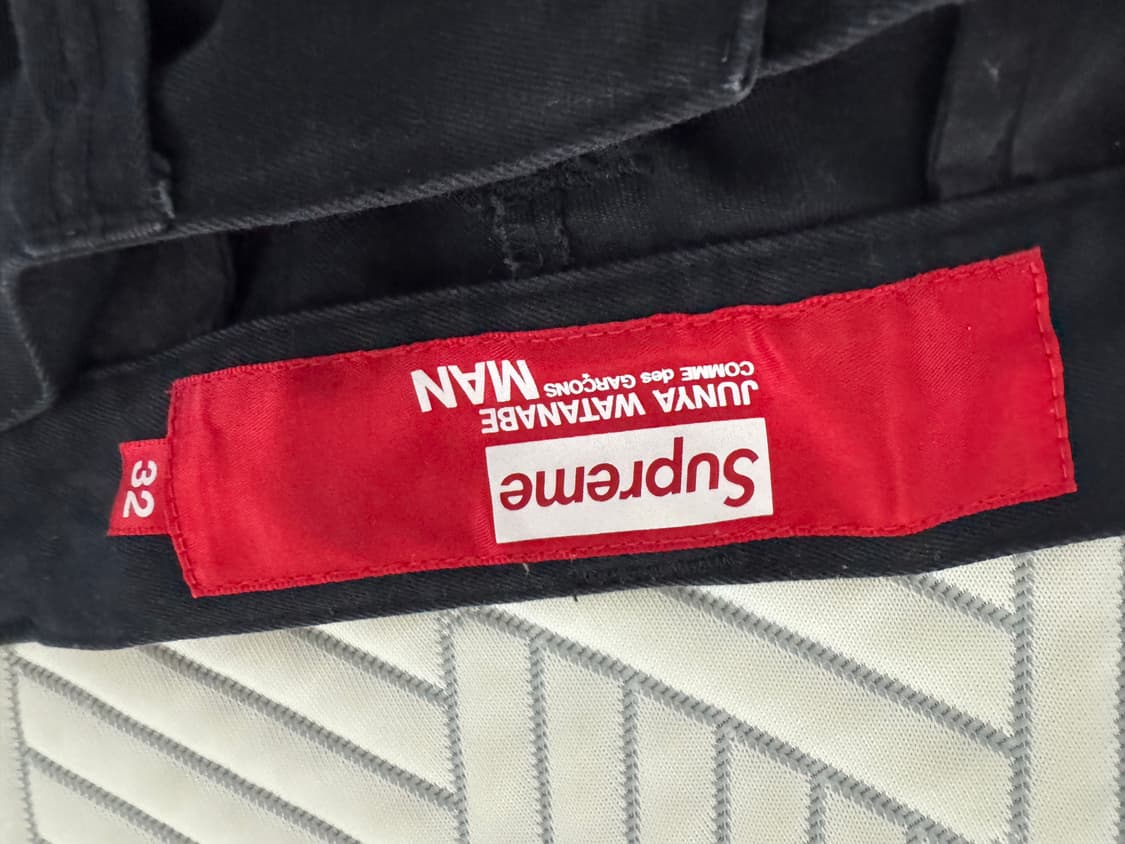 Supreme
JUNYA WATANABE
COMME des GARÇONS MAN
32